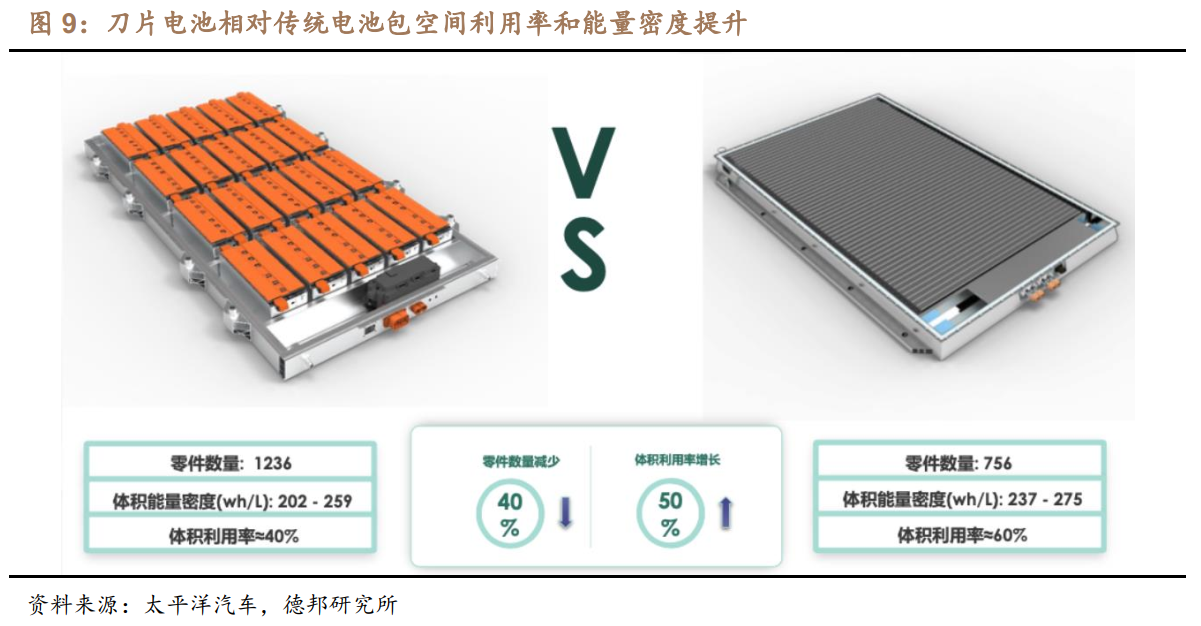 图 9：刀片电池相对传统电池包空间利用率和能量密度提升
V
S
零件数量: 1236
体积能量密度(wh/L): 202 - 259
体积利用率≈40%
零件数量减少
40
%
体积利用率增长
50
%
零件数量: 756
体积能量密度(wh/L): 237 - 275
体积利用率≈60%
资料来源：太平洋汽车，德邦研究所